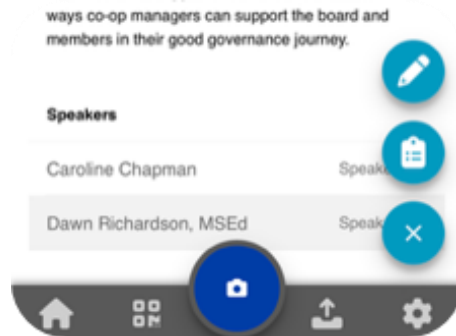 ways co-op managers can support the board and
members in their good governance journey.
Speakers
Caroline Chapman
Dawn Richardson, MSEd